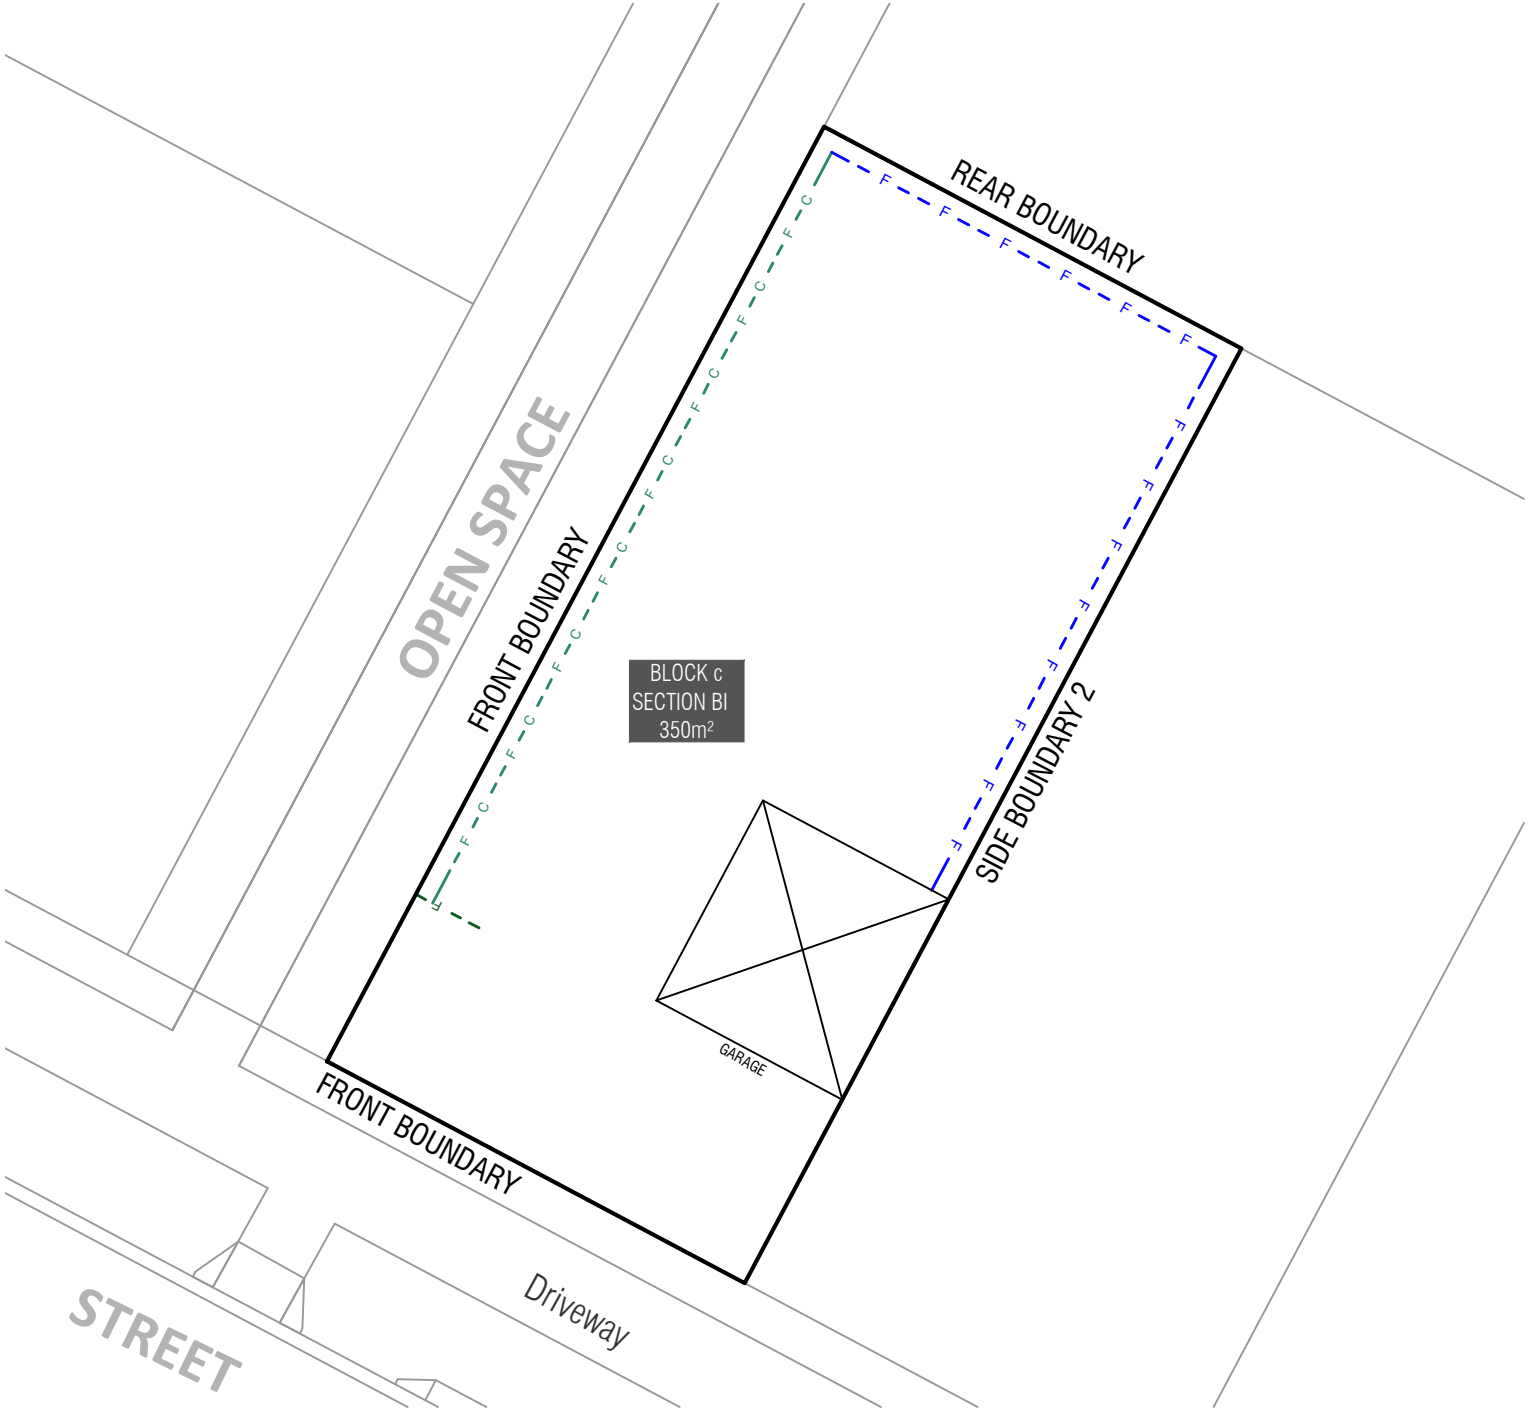 REAR BOUNDARY
F F F F F F
C F C F C F C F C F C F C F C F
F F F F F F F F
OPEN SPACE
FRONT BOUNDARY
BLOCK c
SECTION BI
350m²
SIDE BOUNDARY 2
F
GARAGE
FRONT BOUNDARY
Driveway
STREET